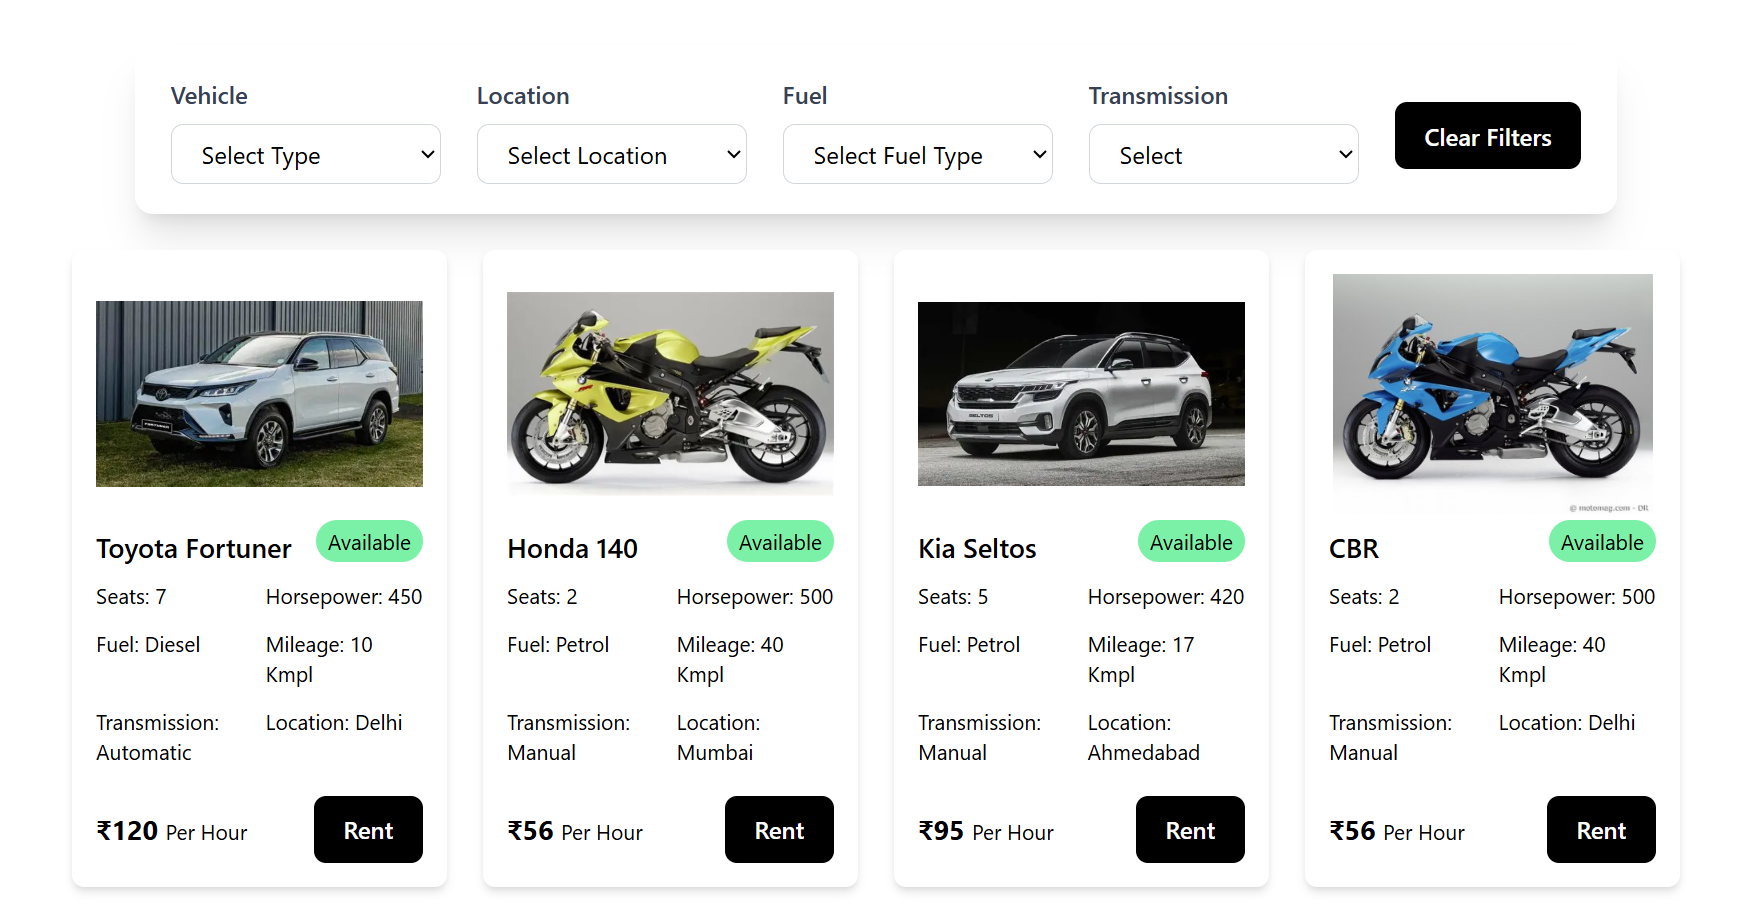 Vehicle
Location
Fuel
Transmission
Select Type
Select Location
Select Fuel Type
Select
Clear Filters
FORTUNER
SELTOS
© motomag.com - DR
Toyota Fortuner
Available
Seats: 7
Horsepower: 450
Fuel: Diesel
Mileage: 10
Kmpl
Transmission:
Automatic
Location: Delhi
₹120 Per Hour
Rent
Honda 140
Available
Seats: 2
Horsepower: 500
Fuel: Petrol
Mileage: 40
Kmpl
Transmission:
Manual
Location:
Mumbai
₹56 Per Hour
Rent
Kia Seltos
Available
Seats: 5
Horsepower: 420
Fuel: Petrol
Mileage: 17
Kmpl
Transmission:
Manual
Location:
Ahmedabad
₹95 Per Hour
Rent
CBR
Available
Seats: 2
Horsepower: 500
Fuel: Petrol
Mileage: 40
Kmpl
Transmission:
Manual
Location: Delhi
₹56 Per Hour
Rent